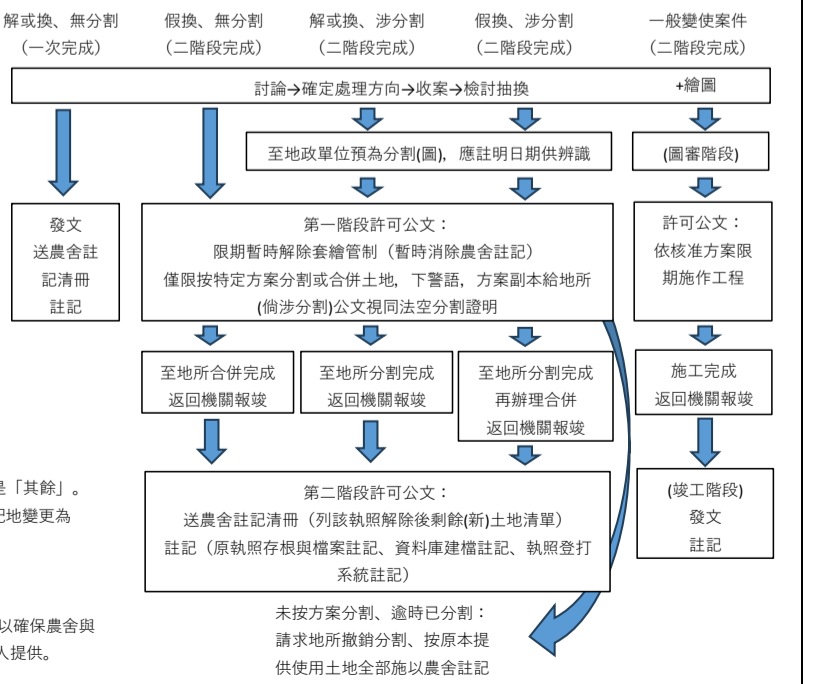 解或換、無分割
（一次完成）
假換、無分割
（二階段完成）
解或換、涉分割
（二階段完成）
假換、涉分割
（二階段完成）
一般變使案件
（二階段完成）
討論→確定處理方向→收案→檢討抽換
+繪圖
至地政單位預為分割(圖)，應註明日期供辨識
(圖審階段)
發文
送農舍註
記清冊
註記
第一階段許可公文：
限期暫時解除套繪管制（暫時消除農舍註記）
僅限按特定方案分割或合併土地，下警語，方案副本給地所
(倘涉分割)公文視同法空分割證明
許可公文：
依核准方案限
期施作工程
至地所合併完成
返回機關報竣
至地所分割完成
返回機關報竣
至地所分割完成
再辦理合併
返回機關報竣
施工完成
返回機關報竣
是「其餘」。
記地變更為
第二階段許可公文：
送農舍註記清冊（列該執照解除後剩餘(新)土地清單）
註記（原執照存根與檔案註記、資料庫建檔註記、執照登打
系統註記）
(竣工階段)
發文
註記
以確保農舍與
人提供。
未按方案分割、逾時已分割：
請求地所撤銷分割、按原本提
供使用土地全部施以農舍註記